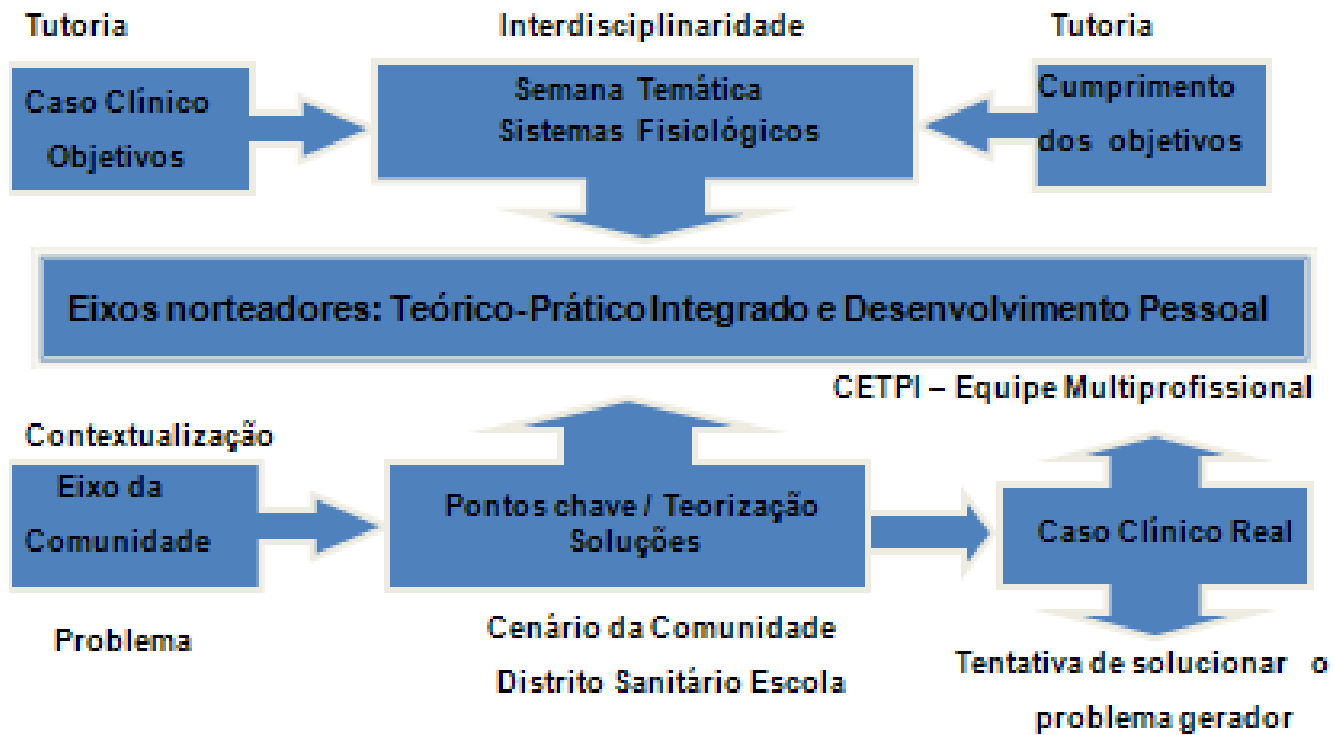 Tutoria
Interdisciplinaridade
Tutoria
Caso Clínico
Objetivos
Semana Temática
Sistemas Fisiológicos
Cumprimento
dos objetivos
Eixos norteadores: Teórico-Prático Integrado e Desenvolvimento Pessoal
CETPI – Equipe Multiprofissional
Contextualização
Eixo da
Comunidade
Pontos chave / Teorização
Soluções
Caso Clínico Real
Problema
Cenário da Comunidade
Distrito Sanitário Escola
Tentativa de solucionar o
problema gerador